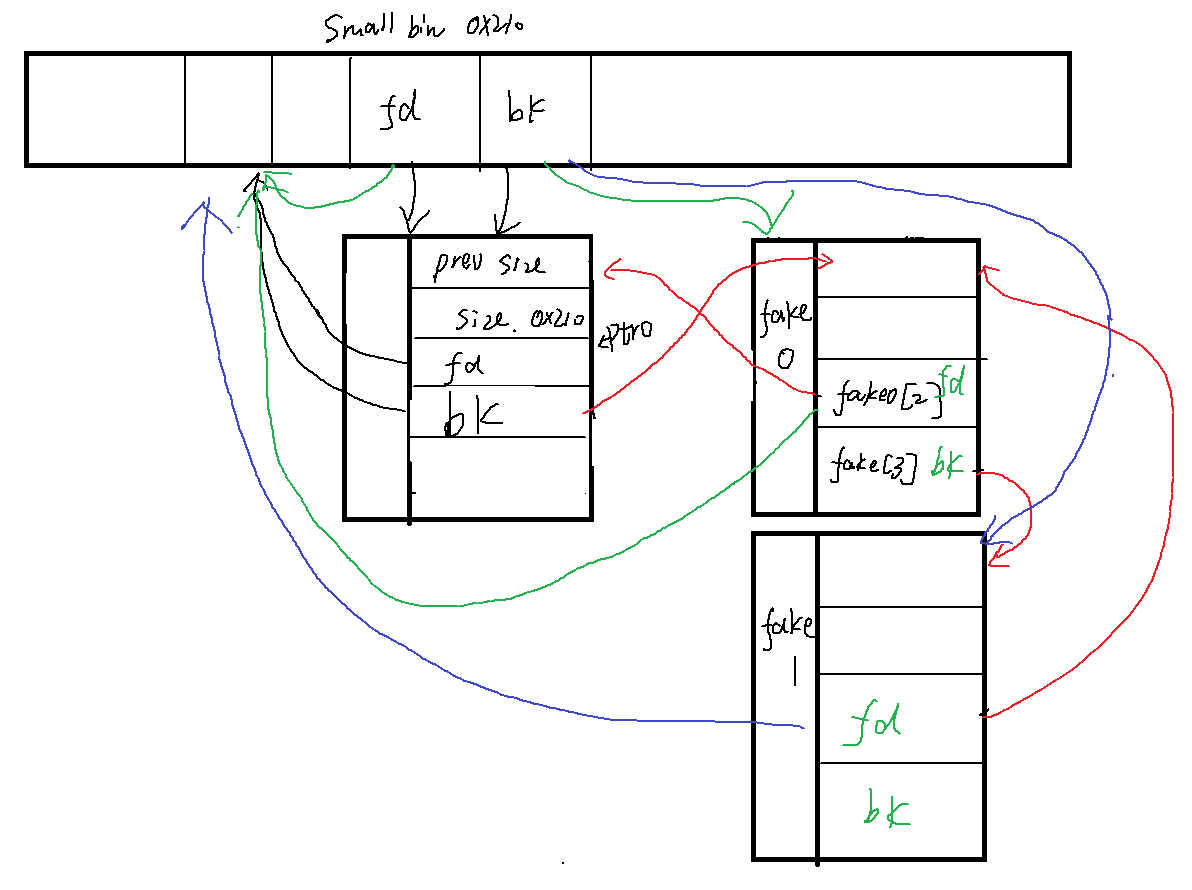 Small bin 0x210
fd
bk
prev size
size. 0x210
ptr0
fd
bk
fake
0
fake0[2] fd
fake[3] bk
fake
1
fd
bk